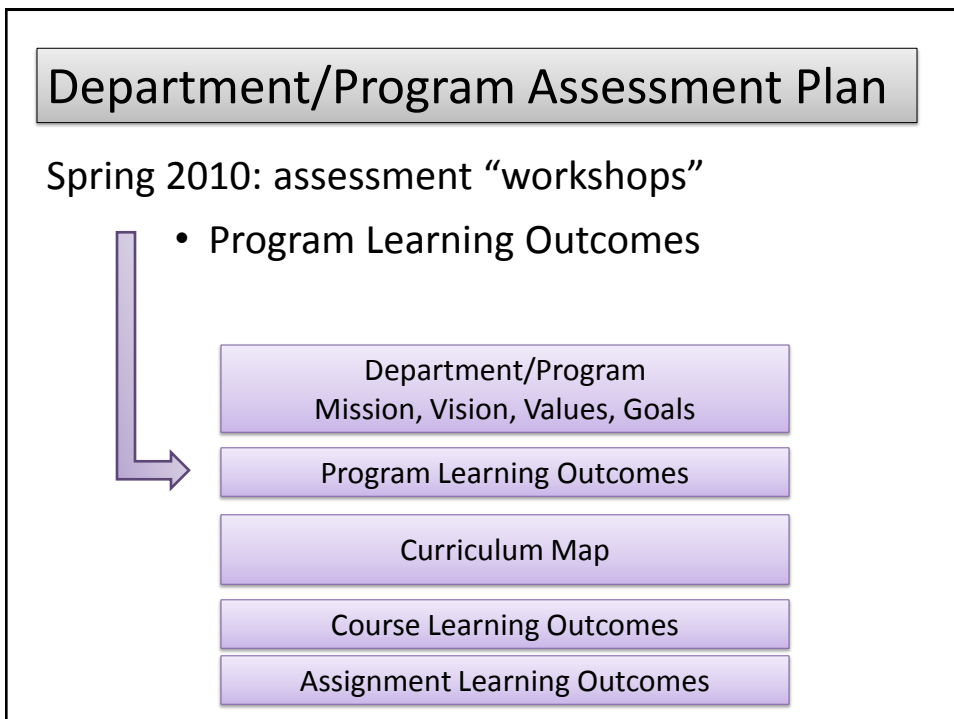 Department/Program Assessment Plan
Spring 2010: assessment “workshops”
• Program Learning Outcomes
Department/Program
Mission, Vision, Values, Goals
Program Learning Outcomes
Curriculum Map
Course Learning Outcomes
Assignment Learning Outcomes